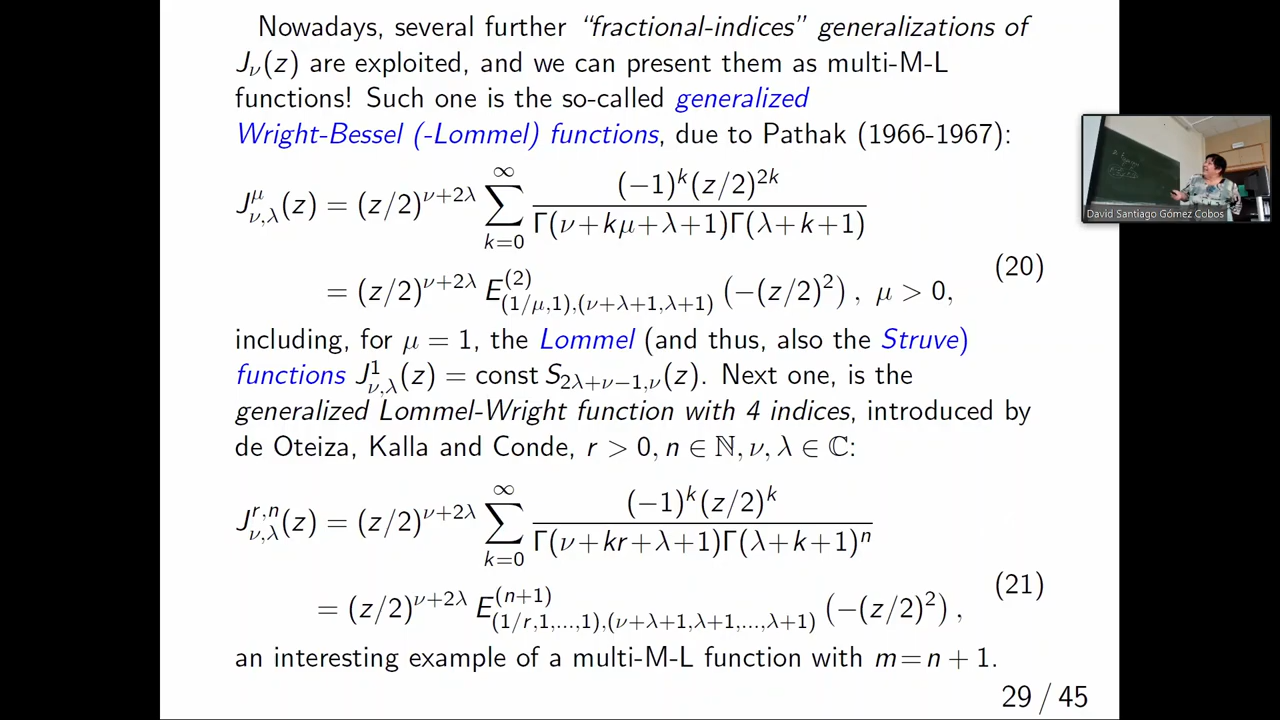 Nowadays, several further “fractional-indices” generalizations of
J_ν(z) are exploited, and we can present them as multi-M-L
functions! Such one is the so-called generalized
Wright-Bessel (-Lommel) functions, due to Pathak (1966-1967):
J^μ_{ν,λ}(z) = (z/2)^{ν+2λ} ∑_{k=0}^{∞} (−1)^k(z/2)^{2k} / Γ(ν+kμ+λ+1)Γ(λ+k+1)
= (z/2)^{ν+2λ} E^{(2)}_{(1/μ,1),(ν+λ+1,λ+1)} (−(z/2)^2), μ > 0, (20)
including, for μ = 1, the Lommel (and thus, also the Struve)
functions J^1_{ν,λ}(z) = const S_{2λ+ν−1,ν}(z). Next one, is the
generalized Lommel-Wright function with 4 indices, introduced by
de Oteiza, Kalla and Conde, r > 0, n ∈ ℕ, ν, λ ∈ ℂ:
J^{r,n}_{ν,λ}(z) = (z/2)^{ν+2λ} ∑_{k=0}^{∞} (−1)^k(z/2)^k / Γ(ν+kr+λ+1)Γ(λ+k+1)^n
= (z/2)^{ν+2λ} E^{(n+1)}_{(1/r,1,...,1),(ν+λ+1,λ+1,...,λ+1)} (−(z/2)^2), (21)
an interesting example of a multi-M-L function with m=n + 1.
29 / 45
David Santiago Gómez Cobos